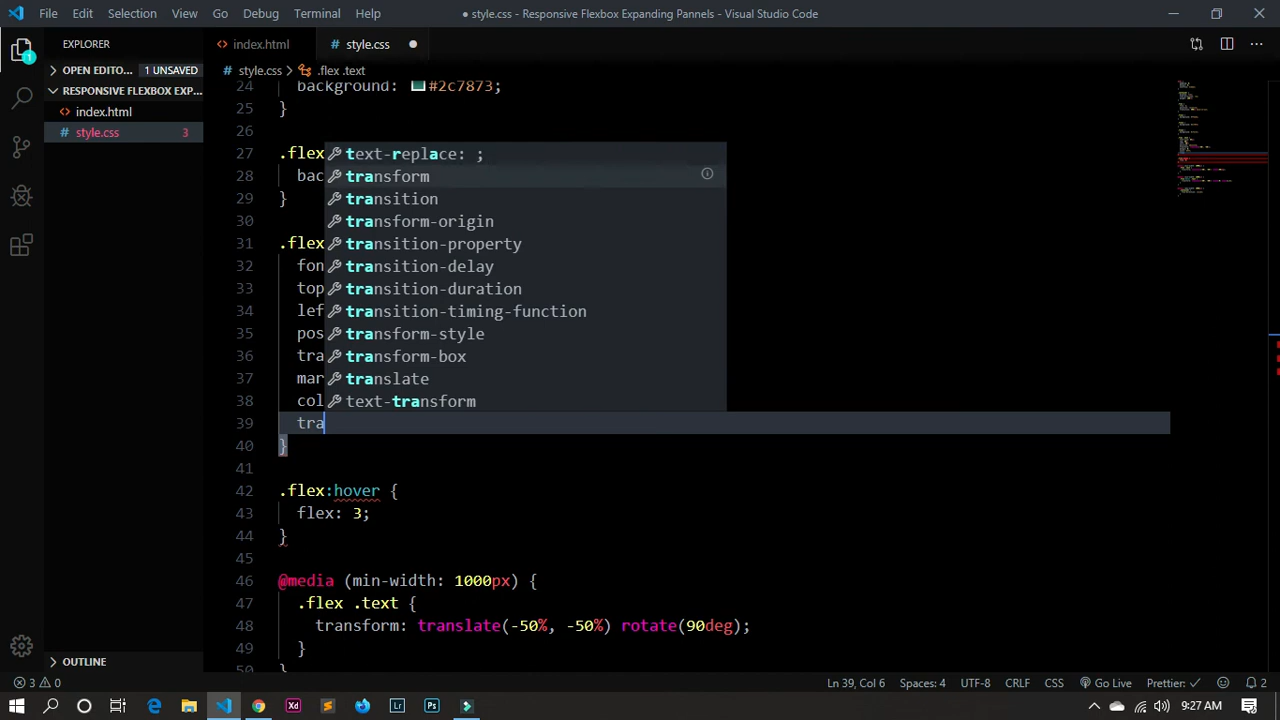 File Edit Selection View Go Debug Terminal Help
● style.css - Responsive Flexbox Expanding Pannels - Visual Studio Code
EXPLORER
index.html
style.css
OPEN EDITO... 1 UNSAVED
style.css > .flex .text
RESPONSIVE FLEXBOX EXP...
index.html
style.css 3
24 background: #2c7873;
25 }
26
27 .flex
28 bac
29 }
30
31 .flex
32 fon
33 top
34 lef
35 pos
36 tra
37 mar
38 col
39 tra
40 }
41
42 .flex:hover {
43 flex: 3;
44 }
45
46 @media (min-width: 1000px) {
47 .flex .text {
48 transform: translate(-50%, -50%) rotate(90deg);
49 }
50 }
text-replace: ;
transform
transition
transform-origin
transition-property
transition-delay
transition-duration
transition-timing-function
transform-style
transform-box
translate
text-transform
OUTLINE
3 0
Ln 39, Col 6 Spaces: 4 UTF-8 CRLF CSS Go Live Prettier: ✓ 2
9:27 AM